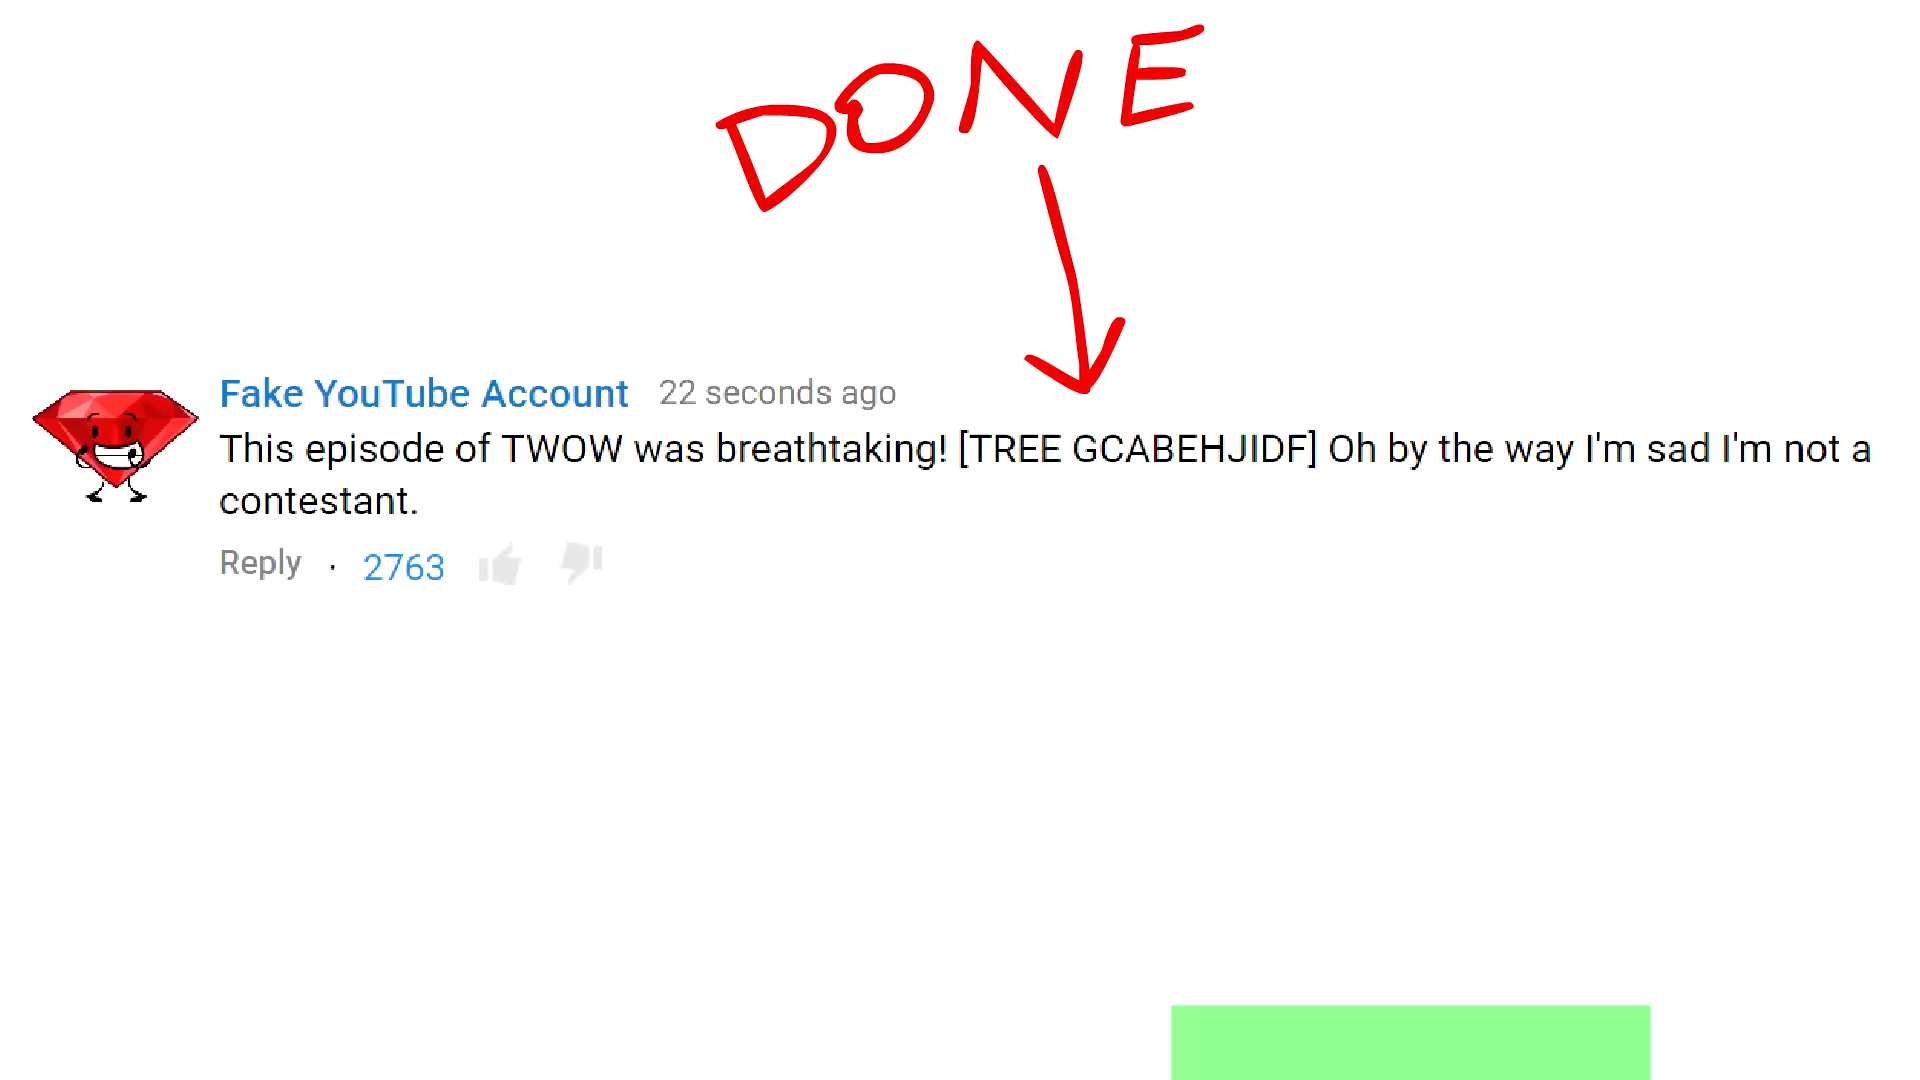 DONE
Fake YouTube Account 22 seconds ago
This episode of TWOW was breathtaking! [TREE GCABEHJIDF] Oh by the way I'm sad I'm not a
contestant.
Reply · 2763